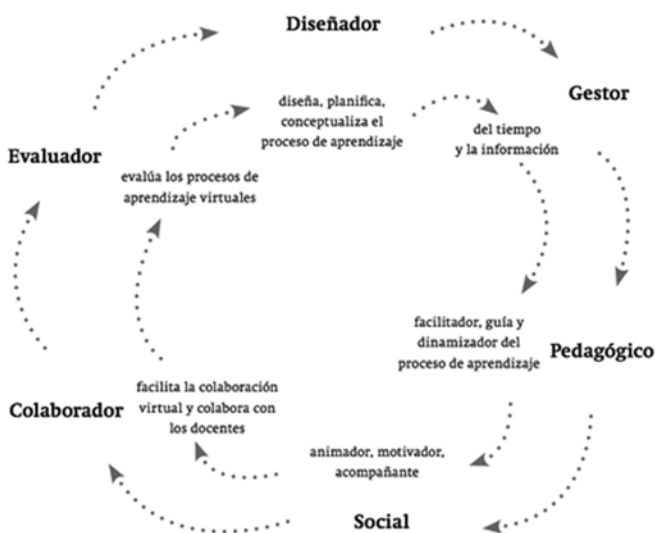 Diseñador
Gestor
diseña, planifica,
conceptualiza el
proceso de aprendizaje
del tiempo
y la información
Evaluador
evalúa los procesos de
aprendizaje virtuales
facilitador, guía y
dinamizador del
proceso de aprendizaje
Pedagógico
facilita la colaboración
virtual y colabora con
los docentes
Colaborador
animador, motivador,
acompañante
Social